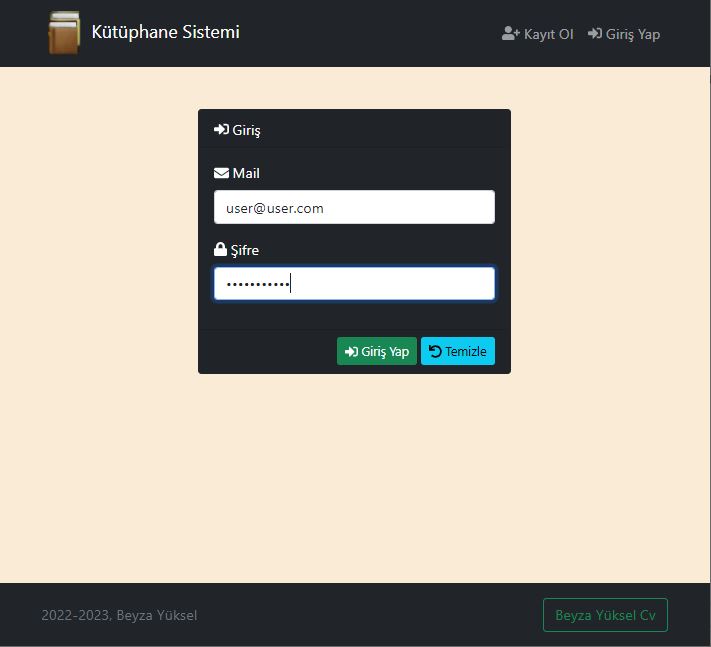 Kütüphane Sistemi
Kayıt Ol Giriş Yap
Giriş
Mail
user@user.com
Şifre
•••••••••••
Giriş Yap Temizle
2022-2023, Beyza Yüksel
Beyza Yüksel Cv